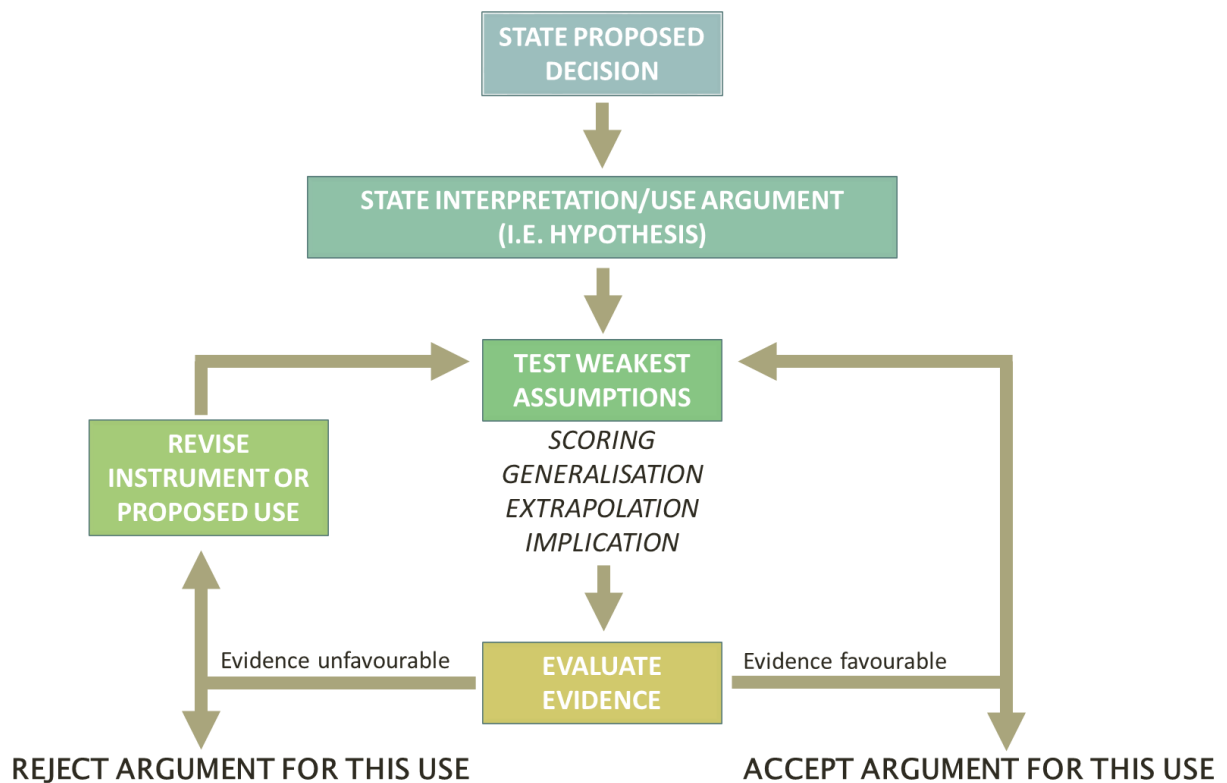 STATE PROPOSED
DECISION
STATE INTERPRETATION/USE ARGUMENT
(I.E. HYPOTHESIS)
TEST WEAKEST
ASSUMPTIONS
SCORING
GENERALISATION
EXTRAPOLATION
IMPLICATION
REVISE
INSTRUMENT OR
PROPOSED USE
Evidence unfavourable
EVALUATE
EVIDENCE
Evidence favourable
REJECT ARGUMENT FOR THIS USE
ACCEPT ARGUMENT FOR THIS USE